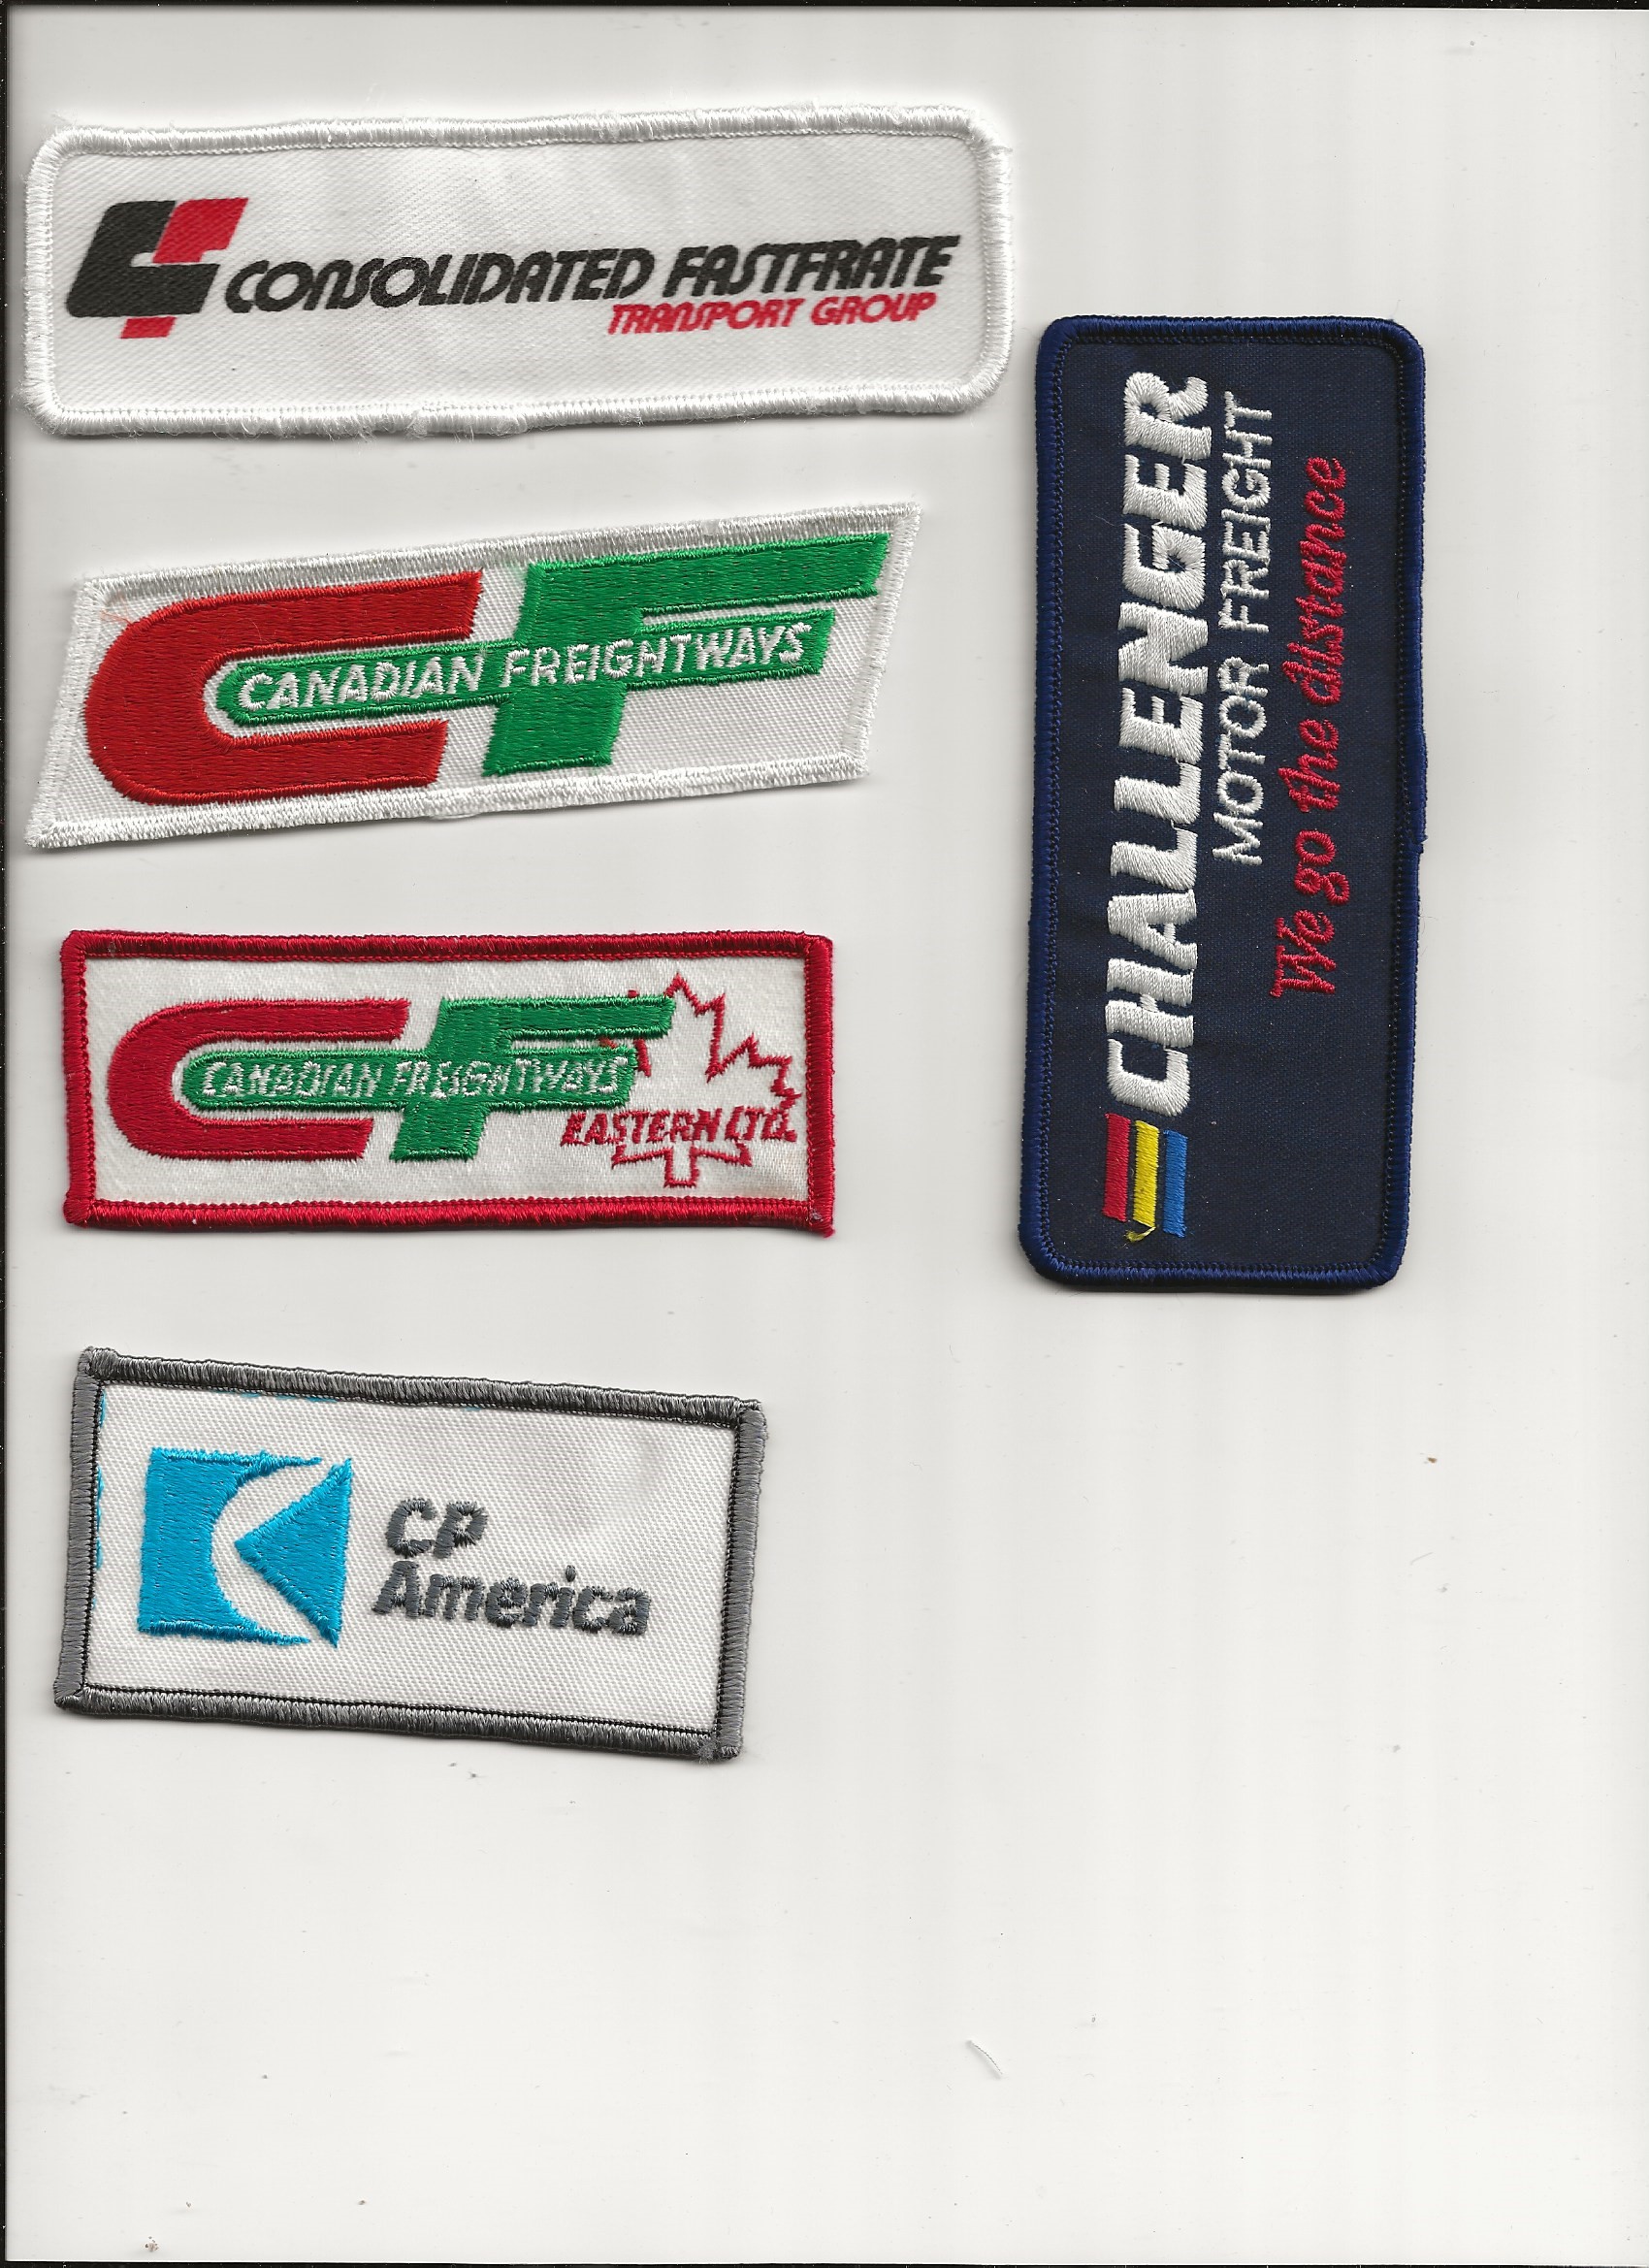 CONSOLIDATED FASTFRATE
TRANSPORT GROUP
CANADIAN FREIGHTWAYS
CANADIAN FREIGHTWAYS
EASTERN LTD.
CP
America
CHALLENGER
MOTOR FREIGHT
We go the distance